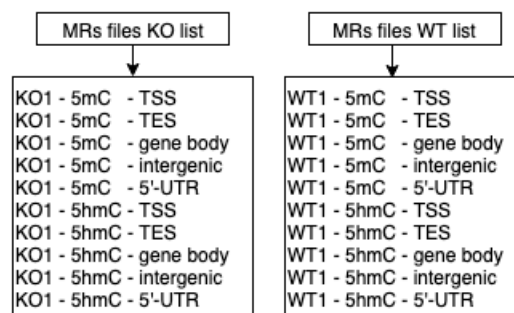 MRs files KO list
KO1 - 5mC - TSS
KO1 - 5mC - TES
KO1 - 5mC - gene body
KO1 - 5mC - intergenic
KO1 - 5mC - 5'-UTR
KO1 - 5hmC - TSS
KO1 - 5hmC - TES
KO1 - 5hmC - gene body
KO1 - 5hmC - intergenic
KO1 - 5hmC - 5'-UTR
MRs files WT list
WT1 - 5mC - TSS
WT1 - 5mC - TES
WT1 - 5mC - gene body
WT1 - 5mC - intergenic
WT1 - 5mC - 5'-UTR
WT1 - 5hmC - TSS
WT1 - 5hmC - TES
WT1 - 5hmC - gene body
WT1 - 5hmC - intergenic
WT1 - 5hmC - 5'-UTR